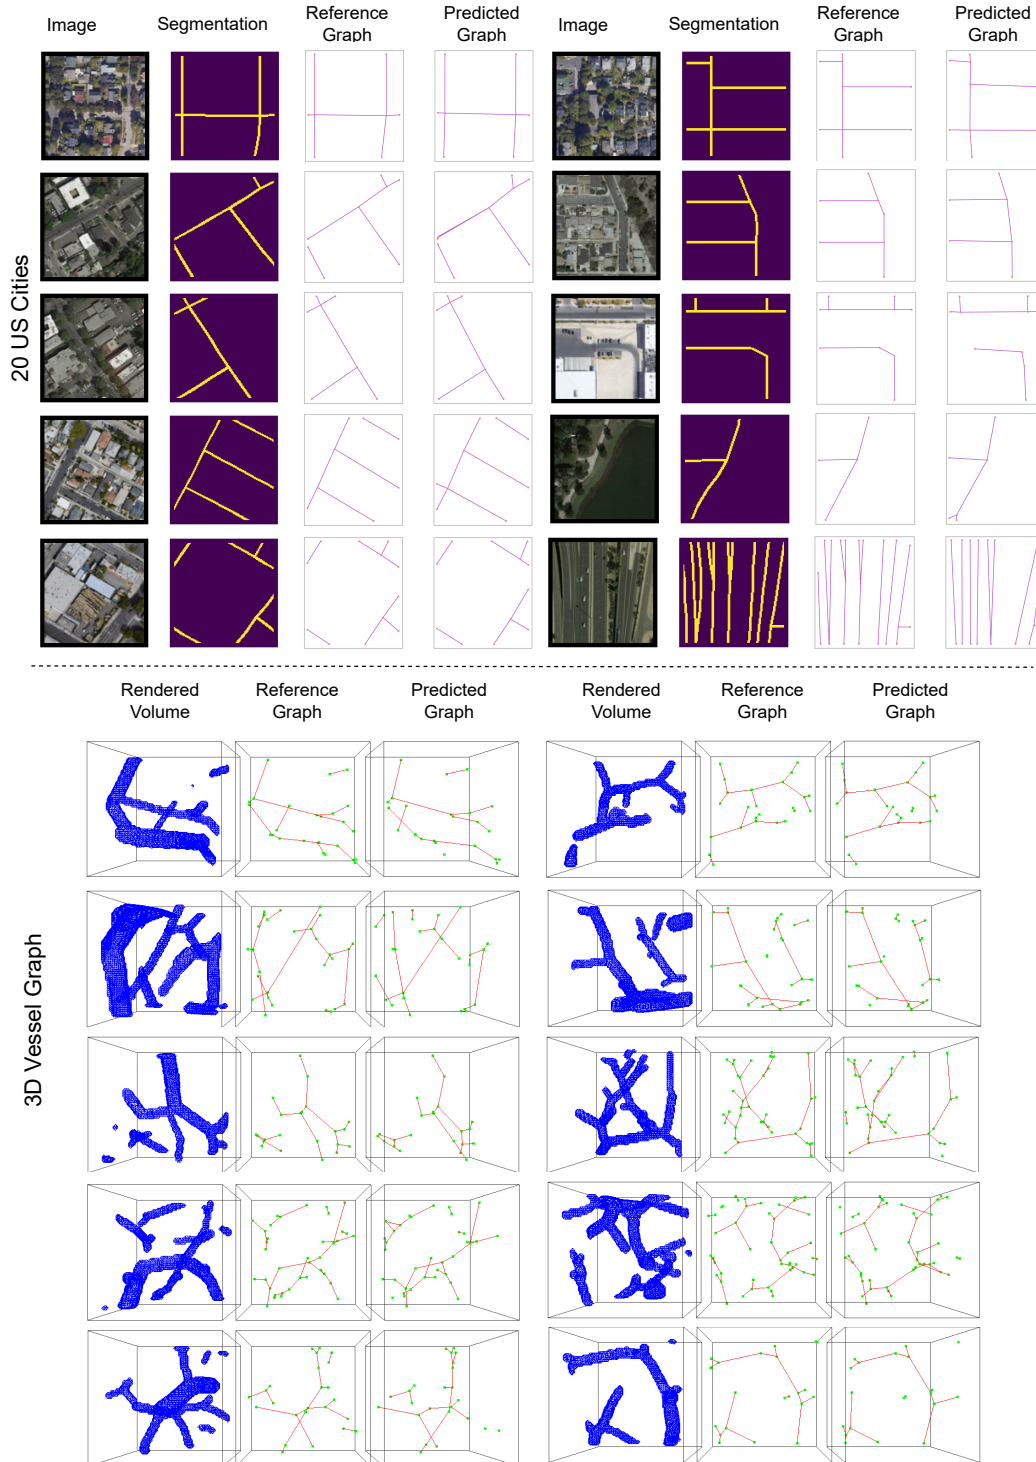 Image
Segmentation
Reference
Graph
Predicted
Graph
Image
Segmentation
Reference
Graph
Predicted
Graph
20 US Cities
Rendered
Volume
Reference
Graph
Predicted
Graph
Rendered
Volume
Reference
Graph
Predicted
Graph
3D Vessel Graph